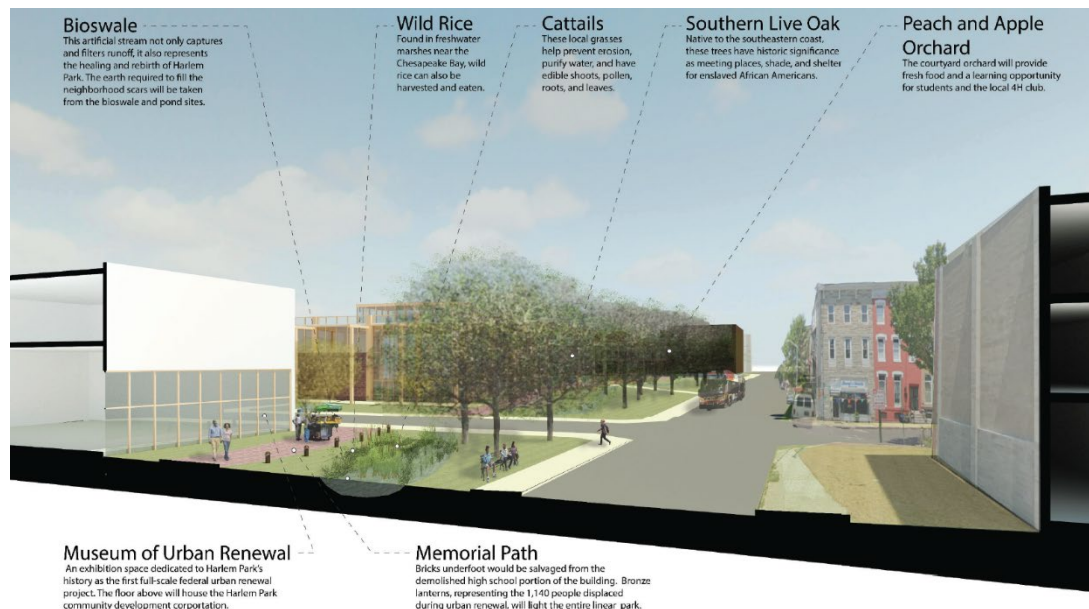 Bioswale
This artificial stream not only captures
and filters runoff, it also represents
the healing and rebirth of Harlem
Park. The earth required to fill the
neighborhood scars will be taken
from the bioswale and pond sites.
Wild Rice
Found in freshwater
marshes near the
Chesapeake Bay, wild
rice can also be
harvested and eaten.
Cattails
These local grasses
help prevent erosion,
purify water, and have
edible shoots, pollen,
roots, and leaves.
Southern Live Oak
Native to the southeastern coast,
these trees have historic significance
as meeting places, shade, and shelter
for enslaved African Americans.
Peach and Apple
Orchard
The courtyard orchard will provide
fresh food and a learning opportunity
for students and the local 4H club.
Museum of Urban Renewal
An exhibition space dedicated to Harlem Park's
history as the first full-scale federal urban renewal
project. The floor above will house the Harlem Park
community development corportation.
Memorial Path
Bricks underfoot would be salvaged from the
demolished high school portion of the building. Bronze
lanterns, representing the 1,140 people displaced
during urban renewal, will light the entire linear park.